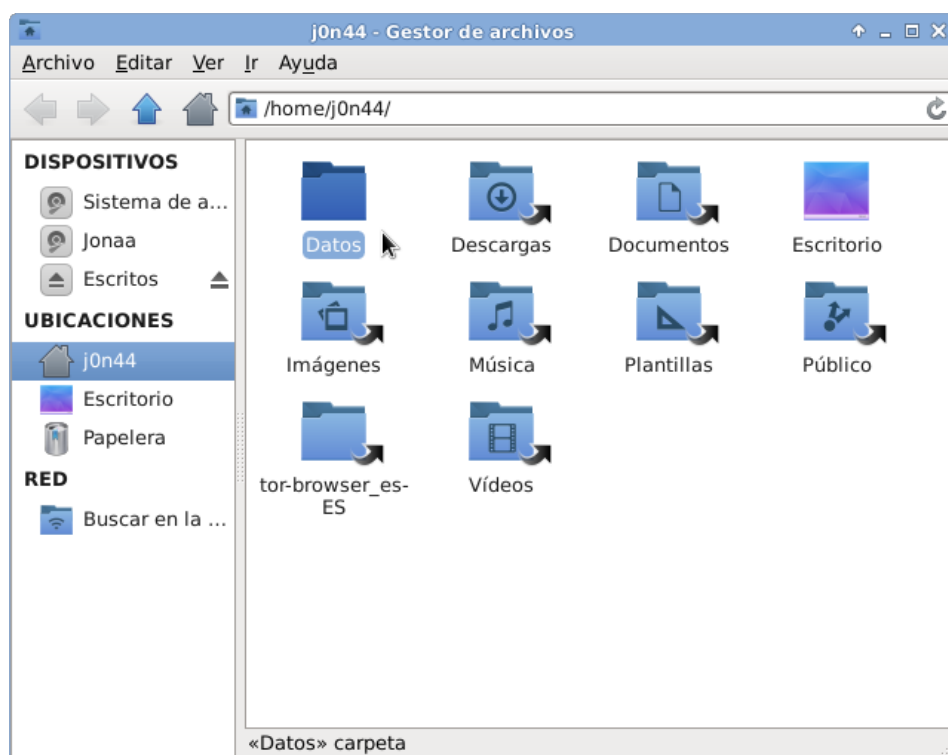 j0n44 - Gestor de archivos
Archivo Editar Ver Ir Ayuda
/home/j0n44/
DISPOSITIVOS
Sistema de a...
Jonaa
Escritos
UBICACIONES
j0n44
Escritorio
Papelera
RED
Buscar en la ...
Datos Descargas Documentos Escritorio
Imágenes Música Plantillas Público
tor-browser_es-
ES
Vídeos
«Datos» carpeta